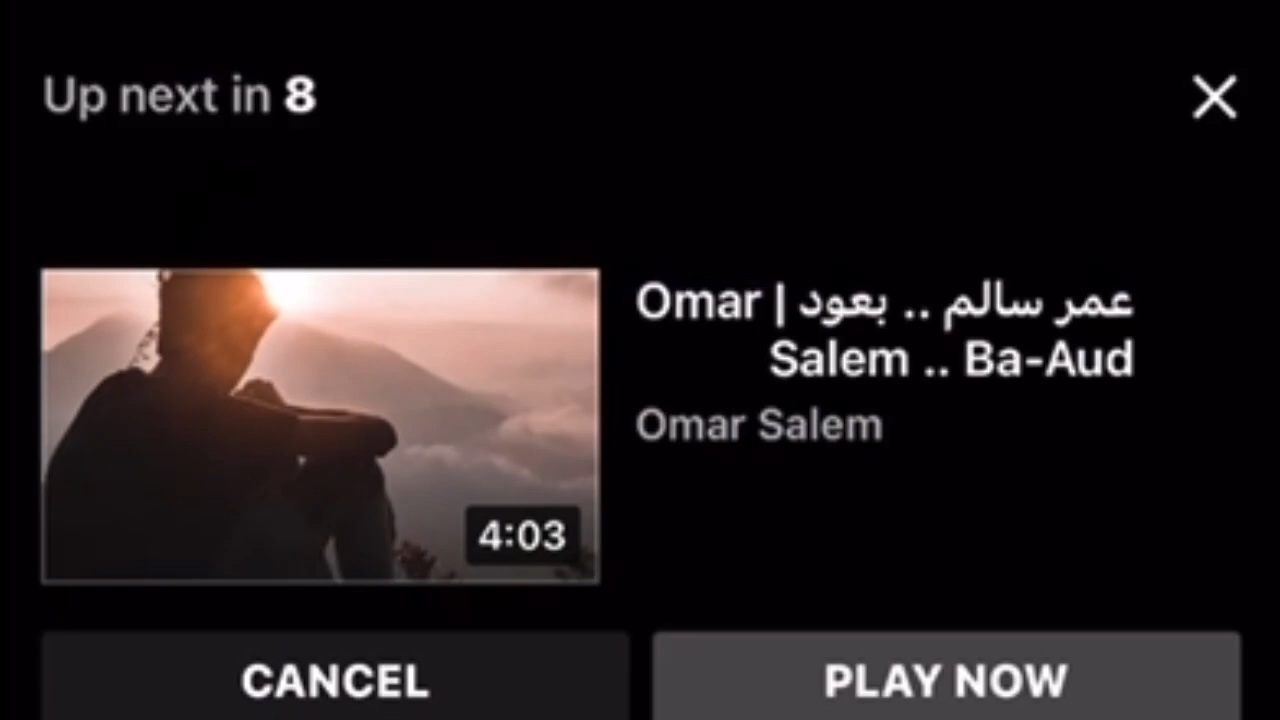 Up next in 8
عمر سالم .. بعود | Omar
Salem .. Ba-Aud
Omar Salem
4:03
CANCEL
PLAY NOW